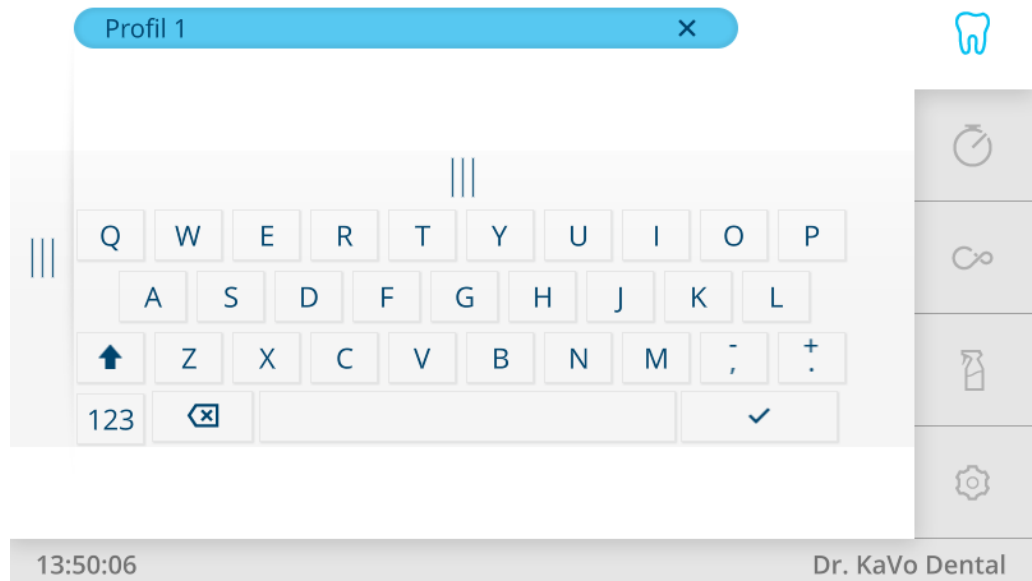 Profil 1
Q W E R T Y U I O P
A S D F G H J K L
Z X C V B N M - , + .
123
13:50:06 Dr. KaVo Dental